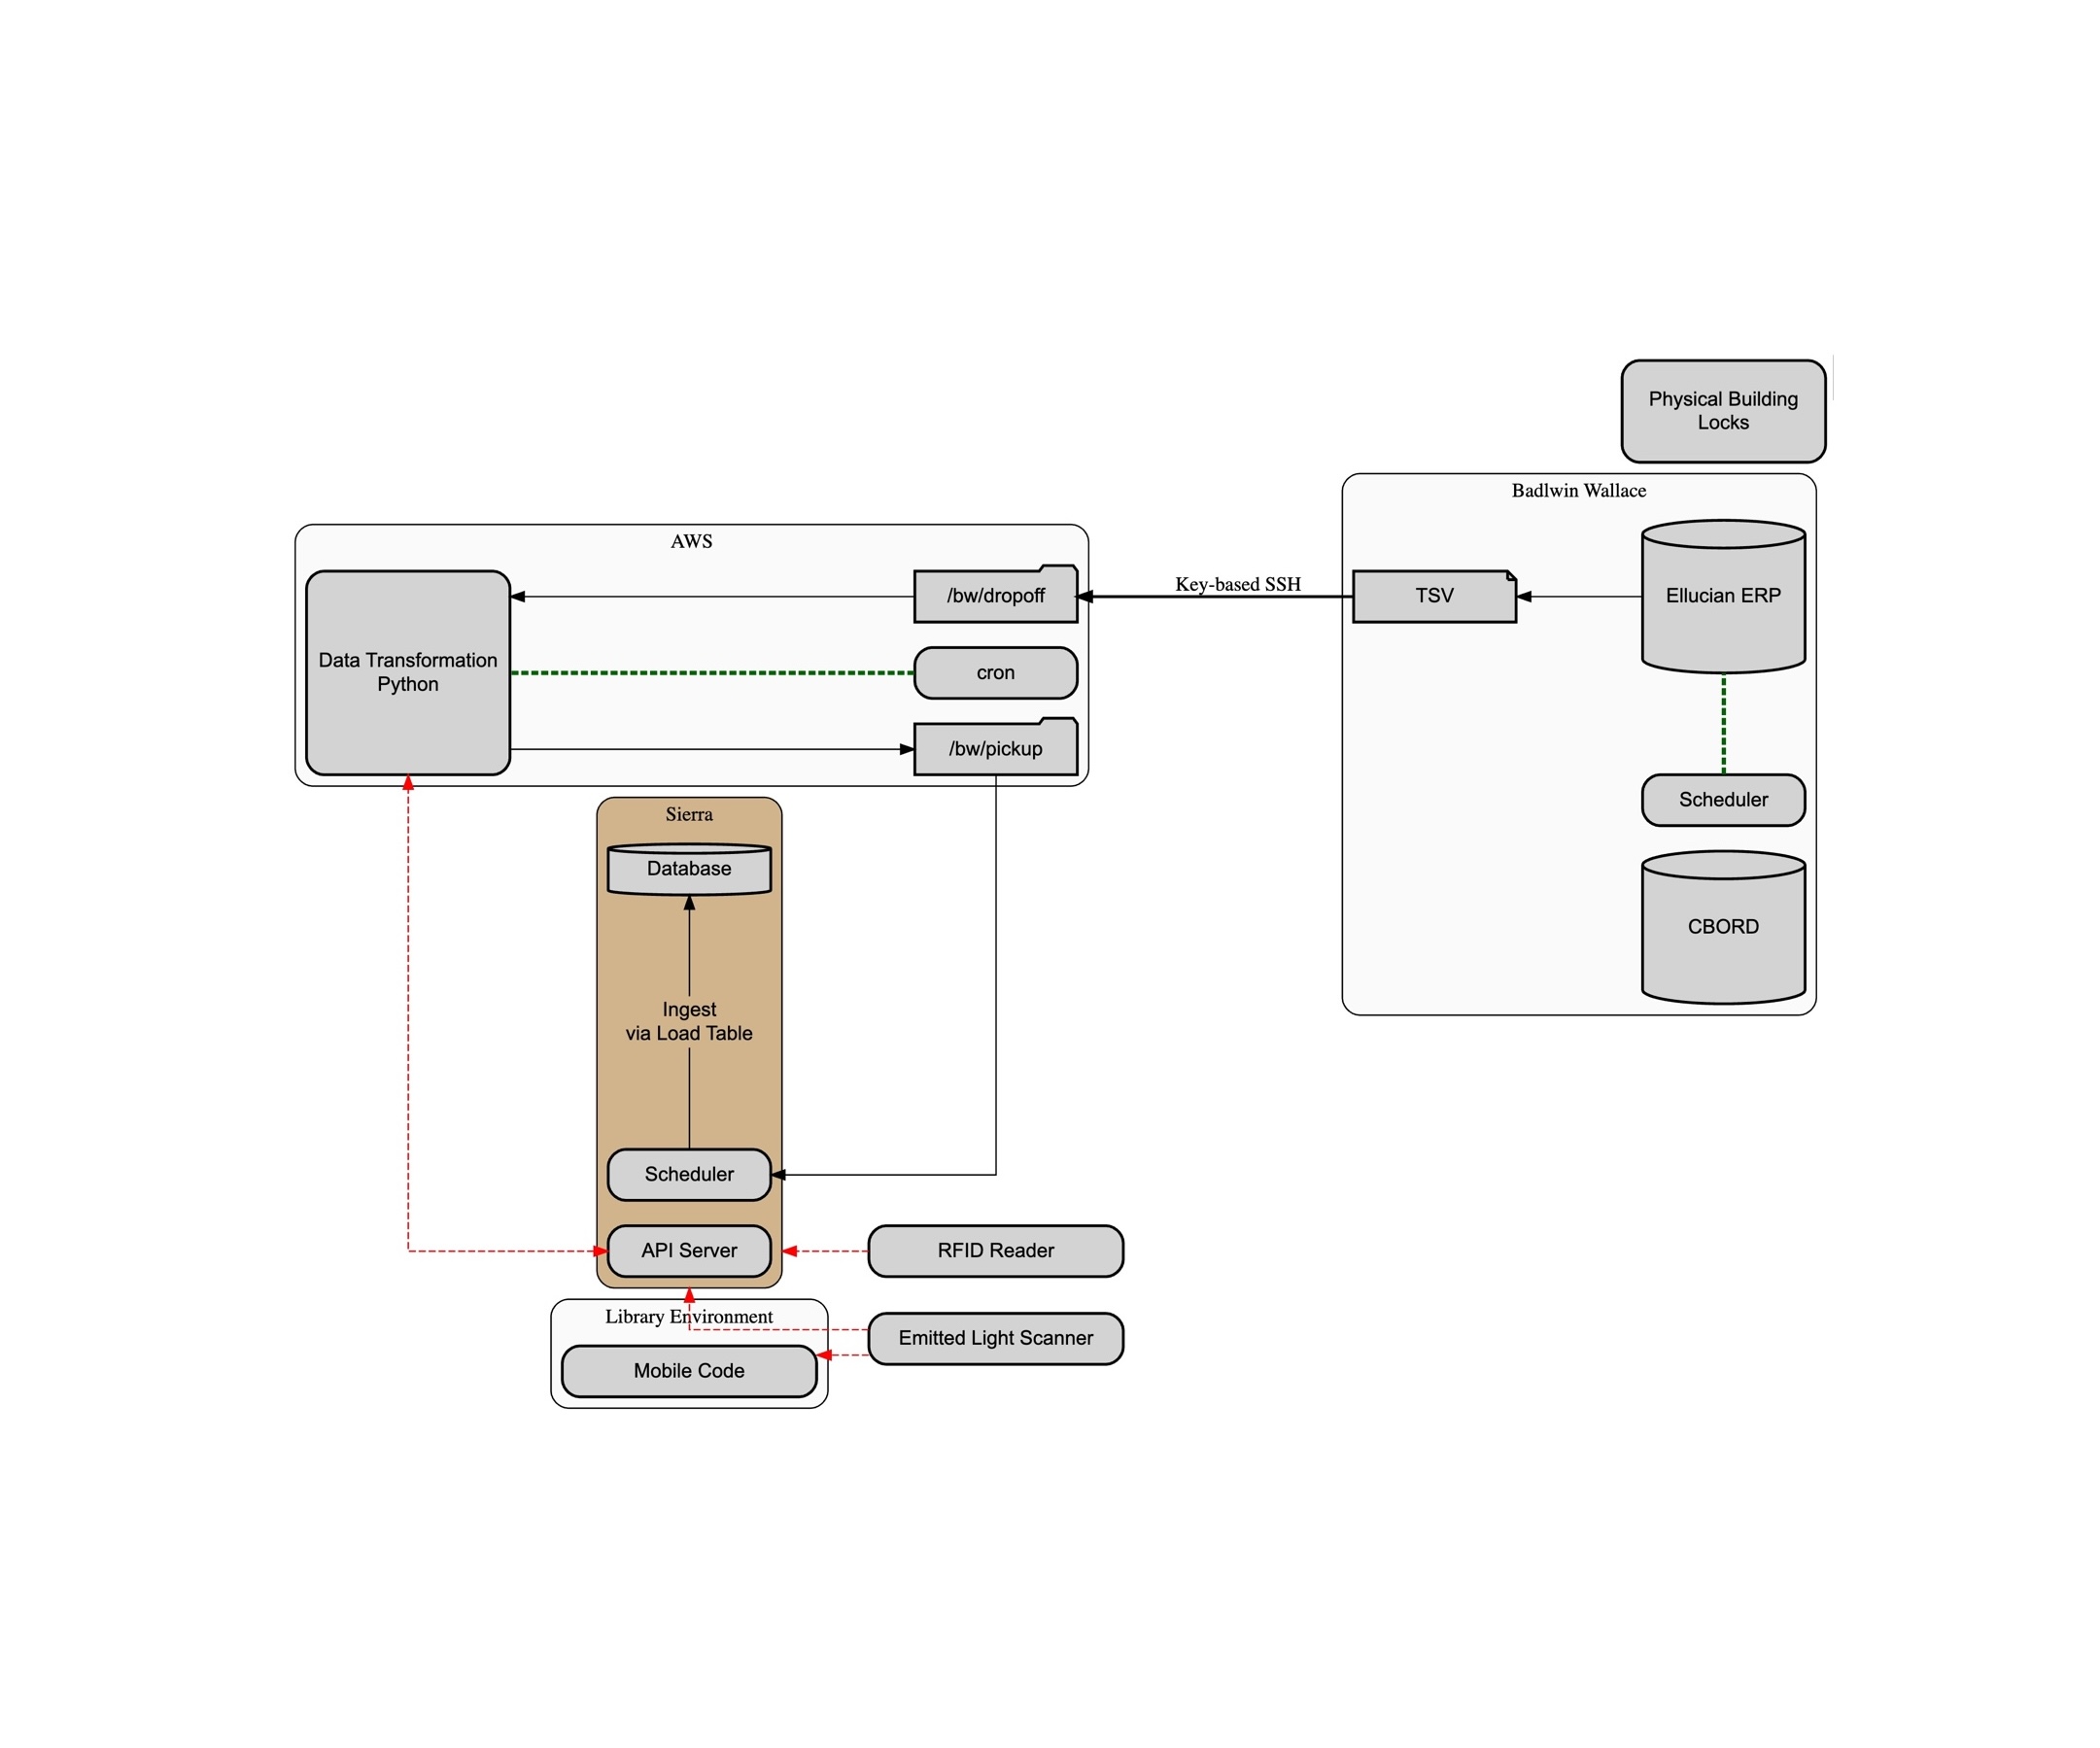 Physical Building
Locks
Badlwin Wallace
AWS
Key-based SSH
/bw/dropoff
TSV
Ellucian ERP
Data Transformation
Python
cron
/bw/pickup
Scheduler
Sierra
Database
CBORD
Ingest
via Load Table
Scheduler
API Server
RFID Reader
Library Environment
Emitted Light Scanner
Mobile Code